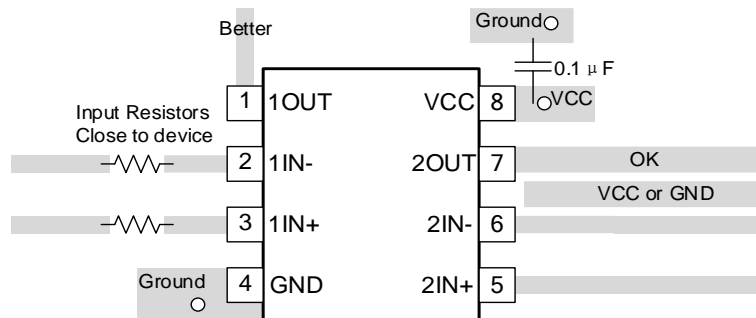 Better
Ground
0.1 μF
1 1OUT VCC 8 VCC
Input Resistors
Close to device
2 1IN- 2OUT 7 OK
VCC or GND
3 1IN+ 2IN- 6
Ground
4 GND 2IN+ 5